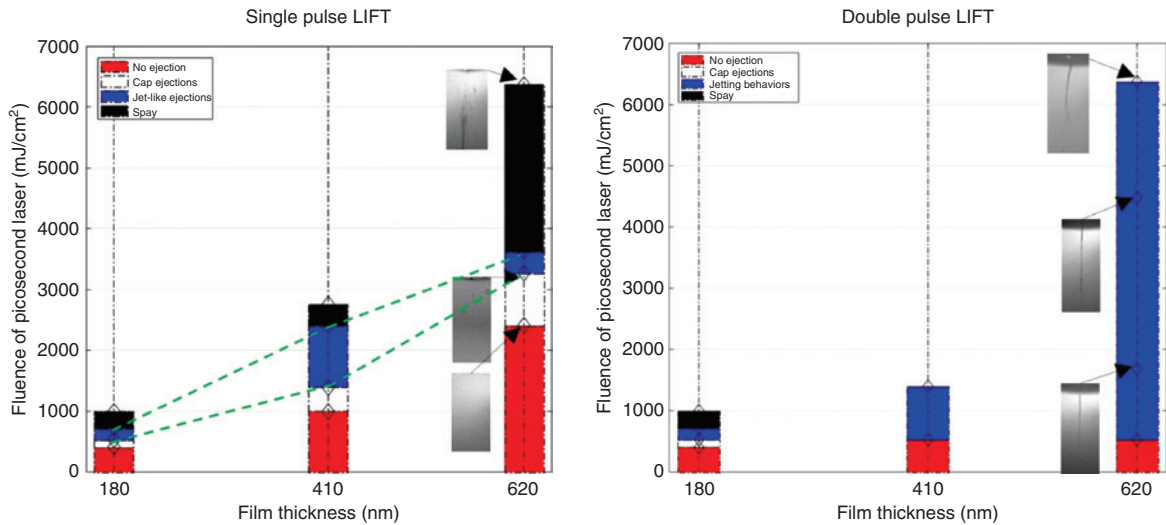 Single pulse LIFT
7000
6000
5000
4000
3000
2000
1000
0
Fluence of picosecond laser (mJ/cm²)
No ejection
Cap ejections
Jet-like ejections
Spay
180
410
620
Film thickness (nm)
Double pulse LIFT
7000
6000
5000
4000
3000
2000
1000
0
Fluence of picosecond laser (mJ/cm²)
No ejection
Cap ejections
Jetting behaviors
Spay
180
410
620
Film thickness (nm)